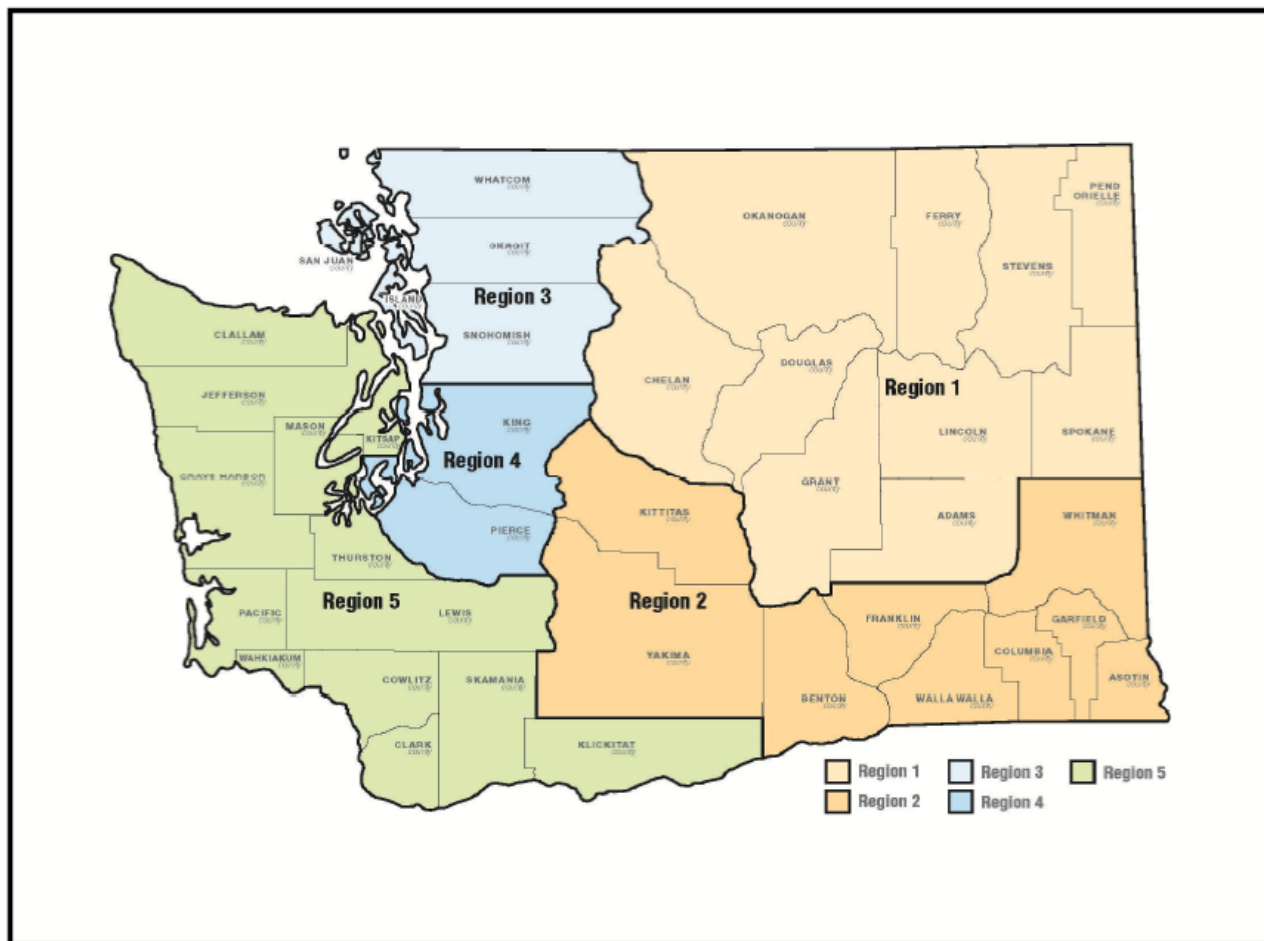 WHATCOM
county
SKAGIT
county
SAN JUAN
county
ISLAND
county
Region 3
SNOHOMISH
county
OKANOGAN
county
FERRY
county
PEND
ORIELLE
county
STEVENS
county
CLALLAM
county
JEFFERSON
county
MASON
county
KITSAP
county
GRAYS HARBOR
county
KING
county
Region 4
PIERCE
county
CHELAN
county
DOUGLAS
county
Region 1
LINCOLN
county
SPOKANE
county
GRANT
county
ADAMS
county
WHITMAN
county
KITTITAS
county
THURSTON
county
Region 5
PACIFIC
county
LEWIS
county
WAHKIAKUM
county
COWLITZ
county
SKAMANIA
county
CLARK
county
KLICKITAT
county
Region 2
YAKIMA
county
BENTON
county
FRANKLIN
county
WALLA WALLA
county
COLUMBIA
county
GARFIELD
county
ASOTIN
county
Region 1
Region 3
Region 5
Region 2
Region 4